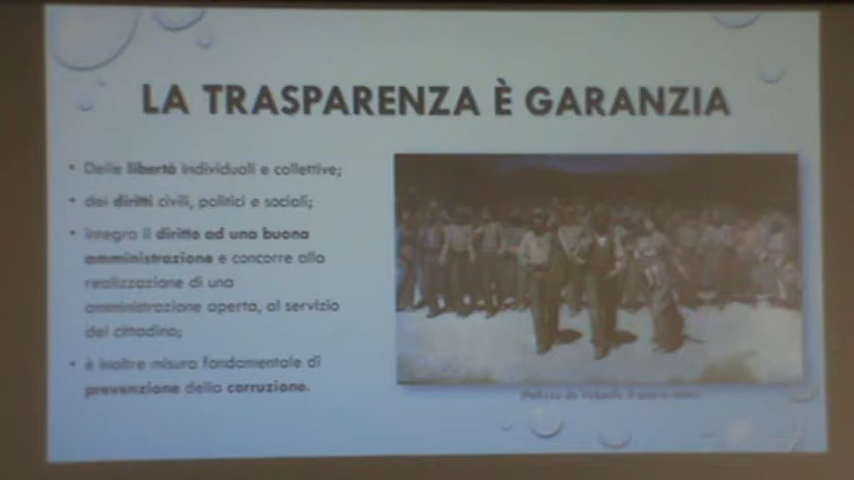 LA TRASPARENZA È GARANZIA
• Delle libertà individuali e collettive;
• dei diritti civili, politici e sociali;
• integra il diritto ad una buona
amministrazione e concorre alla
realizzazione di una
amministrazione aperta, al servizio
del cittadino;
• è inoltre misura fondamentale di
prevenzione della corruzione.